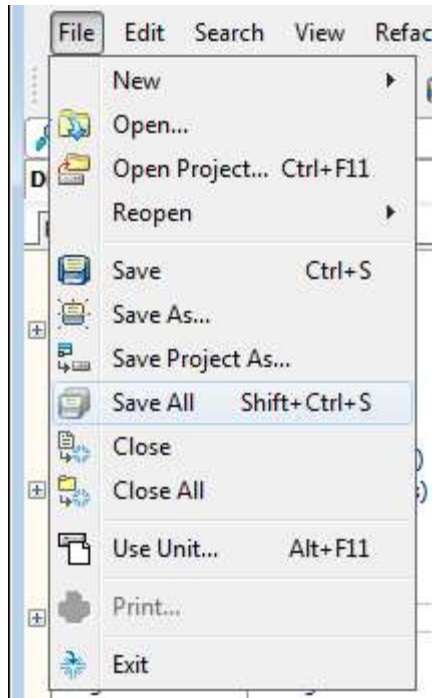 File Edit Search View Refac
New
Open...
Open Project... Ctrl+F11
Reopen
Save Ctrl+S
Save As...
Save Project As...
Save All Shift+Ctrl+S
Close
Close All
Use Unit... Alt+F11
Print...
Exit